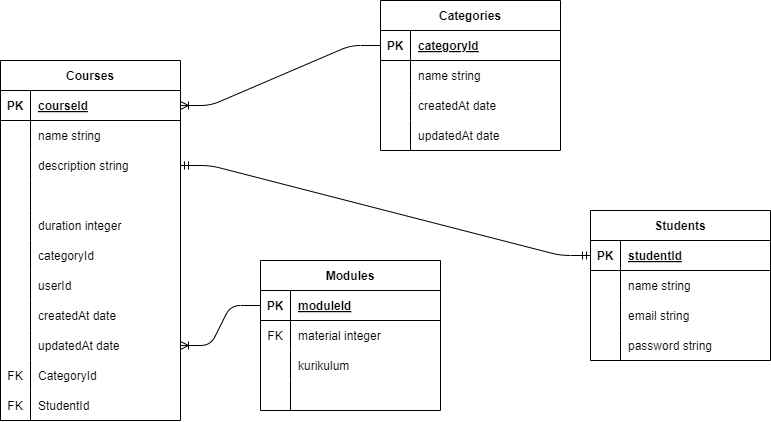 Categories
PK categoryId
name string
createdAt date
updatedAt date
Courses
PK courseId
name string
description string
duration integer
categoryId
userId
createdAt date
updatedAt date
FK CategoryId
FK StudentId
Modules
PK moduleId
FK material integer
kurikulum
Students
PK studentId
name string
email string
password string